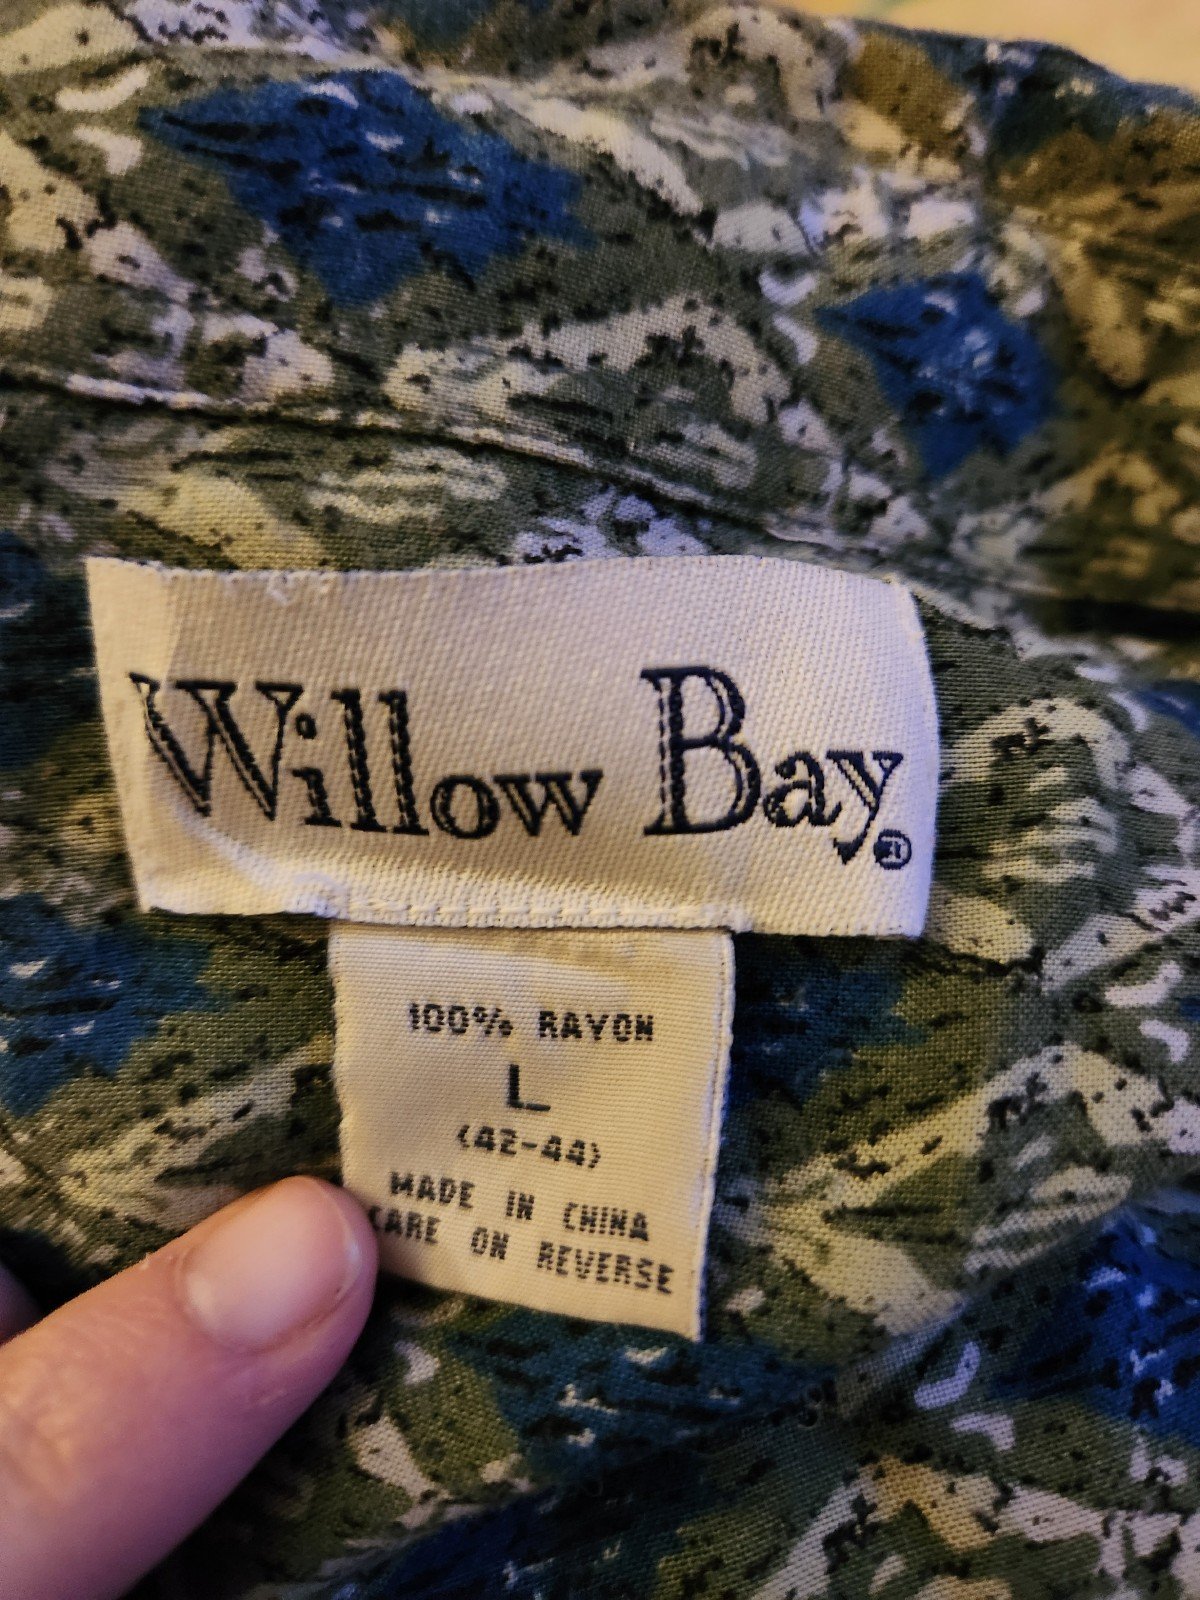 Willow Bay®
100% RAYON
L
(42-44)
MADE IN CHINA
CARE ON REVERSE